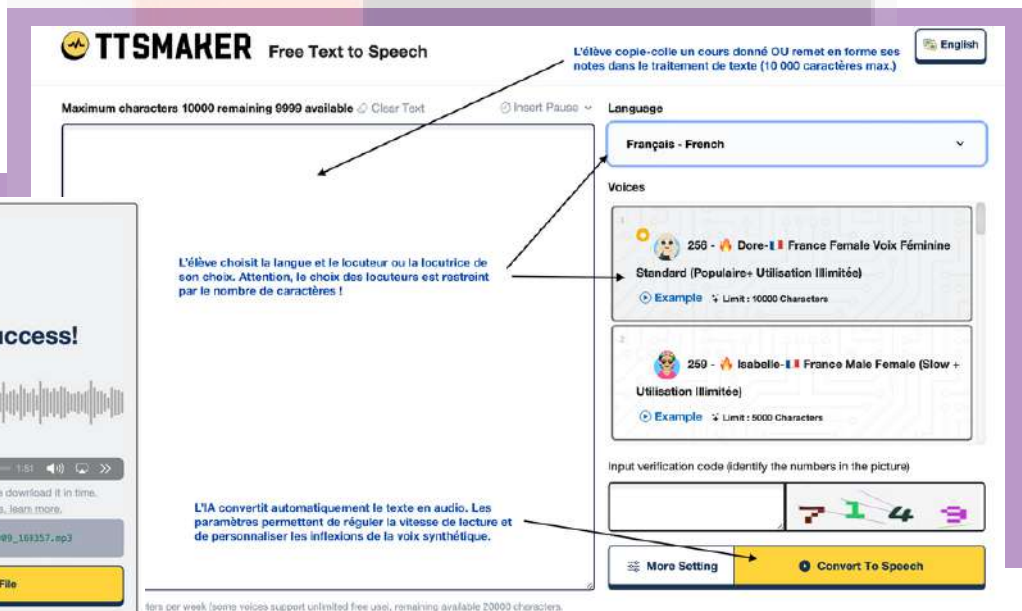 TTSMAKER Free Text to Speech
L'élève copie-colle un cours donné OU remet en forme ses
notes dans le traitement de texte (10 000 caractères max.)
English
Maximum characters 10000 remaining 9999 available Clear Text
Insert Pause
Language
Français - French
Voices
1
256 - Dore- France Female Voix Féminine
Standard (Populaire+ Utilisation Illimitée)
Example Limit : 10000 Characters
L'élève choisit la langue et le locuteur ou la locutrice de
son choix. Attention, le choix des locuteurs est restreint
par le nombre de caractères !
2
259 - Isabelle- France Male Female (Slow +
Utilisation Illimitée)
Example Limit : 5000 Characters
uccess!
1:51
download it in time.
learn more.
09_164357.mp3
File
L'IA convertit automatiquement le texte en audio. Les
paramètres permettent de réguler la vitesse de lecture et
de personnaliser les inflexions de la voix synthétique.
Input verification code (identify the numbers in the picture)
7 1 4 9
More Setting
Convert To Speech
ters per week (some voices support unlimited free use), remaining available 20000 characters.